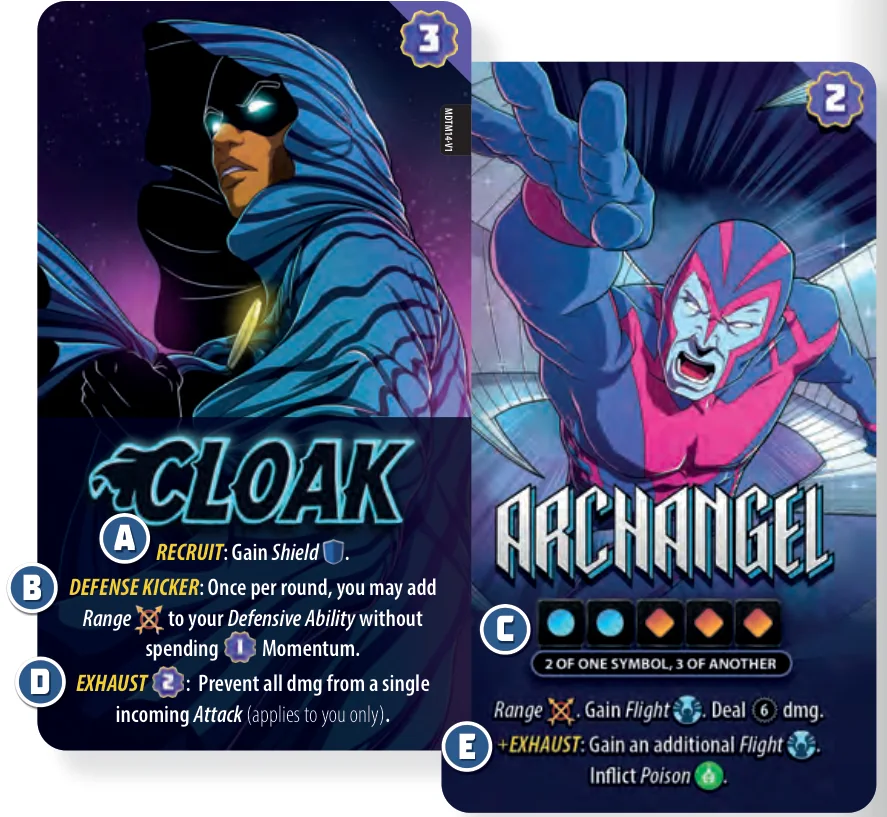 3
MDTM14-V1
CLOAK
A
RECRUIT: Gain Shield.
B
DEFENSE KICKER: Once per round, you may add
Range to your Defensive Ability without
spending 1 Momentum.
D
EXHAUST 2: Prevent all dmg from a single
incoming Attack (applies to you only).
2
ARCHANGEL
C
2 OF ONE SYMBOL, 3 OF ANOTHER
Range. Gain Flight. Deal 6 dmg.
E
+EXHAUST: Gain an additional Flight.
Inflict Poison.